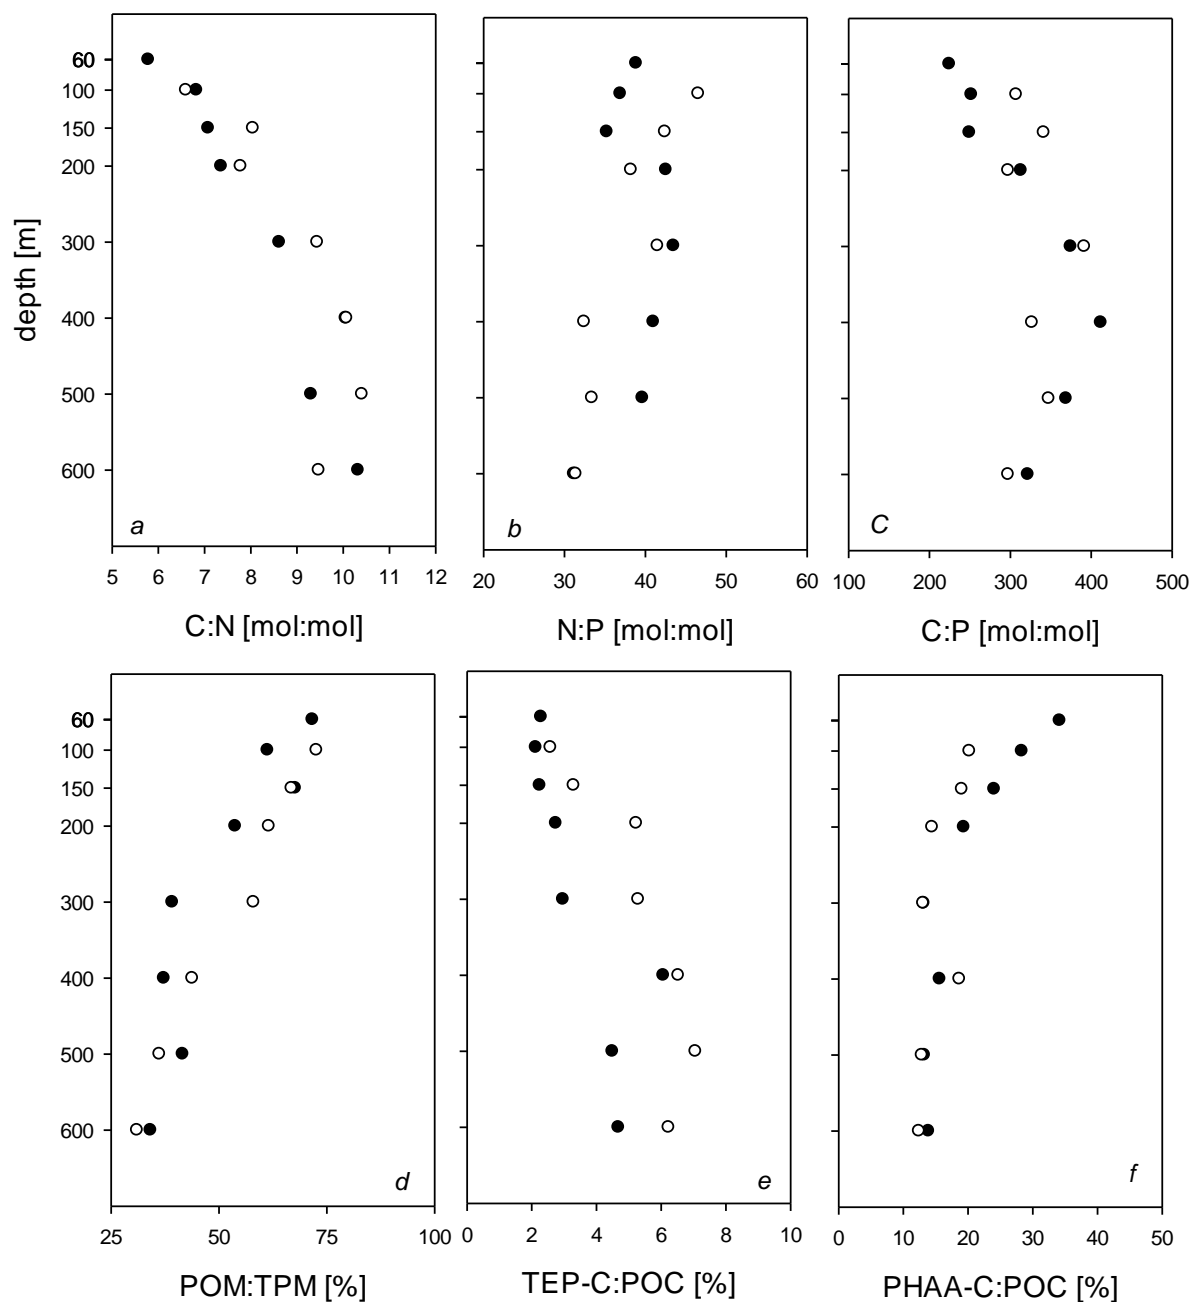 60
100
150
200
300
400
500
600
depth [m]
a
b
C
5 6 7 8 9 10 11 12
20 30 40 50 60
100 200 300 400 500
C:N [mol:mol]
N:P [mol:mol]
C:P [mol:mol]
60
100
150
200
300
400
500
600
d
e
f
25 50 75 100
0 2 4 6 8 10
0 10 20 30 40 50
POM:TPM [%]
TEP-C:POC [%]
PHAA-C:POC [%]